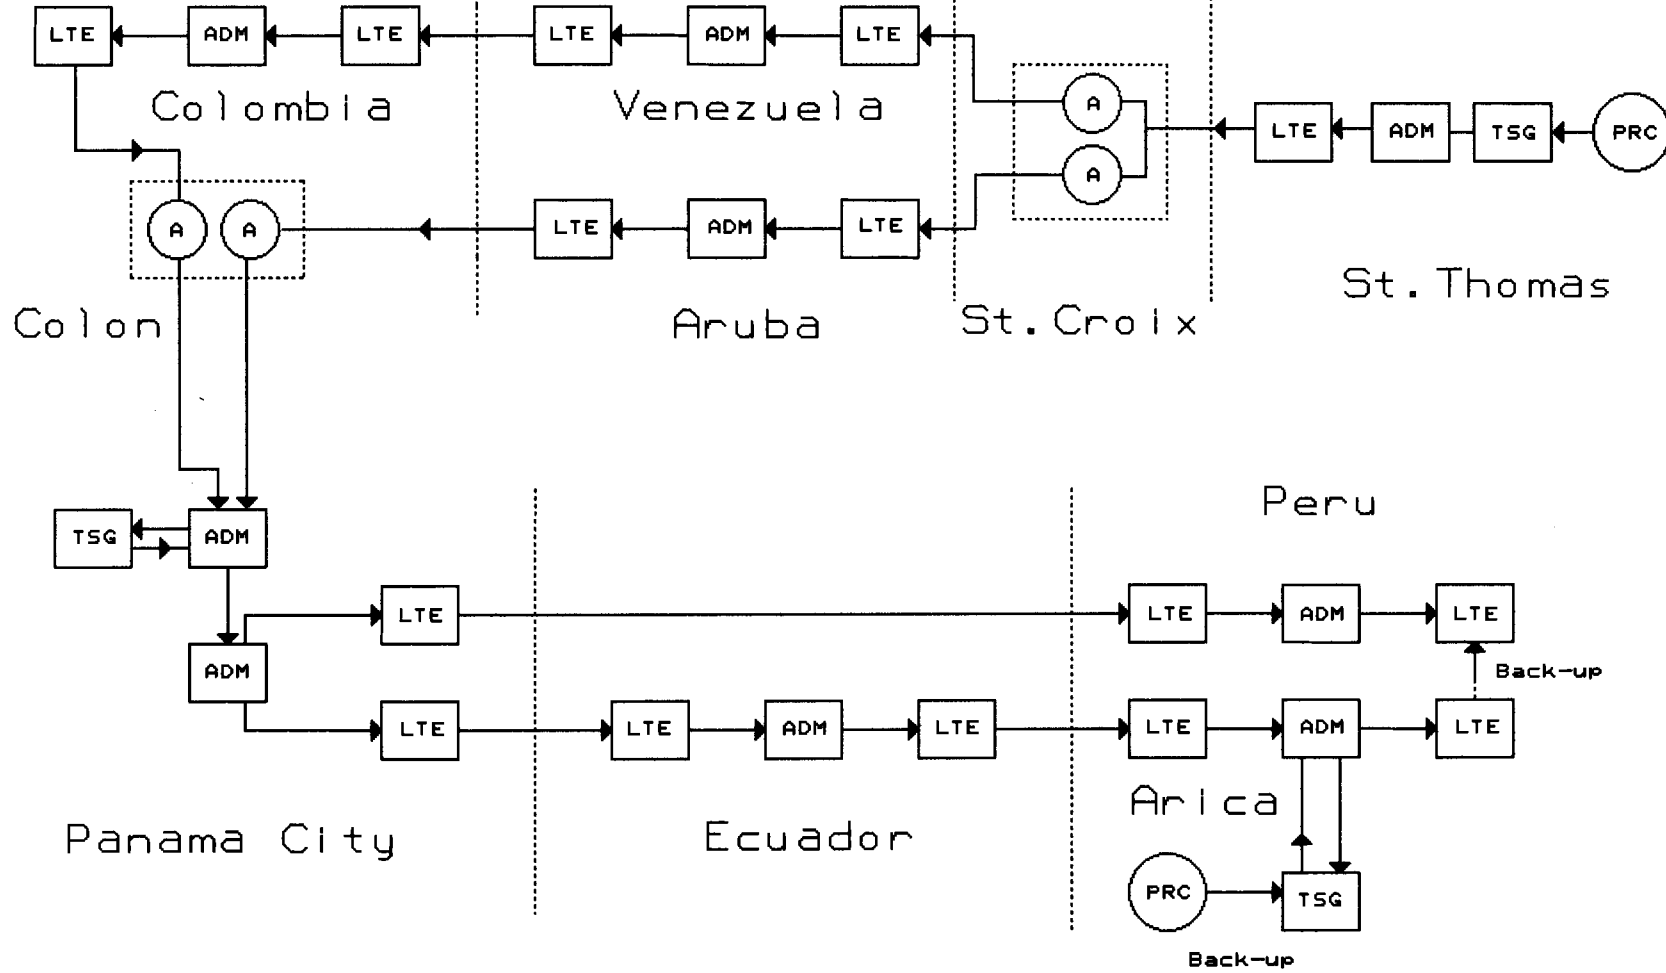 LTE ADM LTE LTE ADM LTE
Colombia Venezuela
A
LTE ADM TSG PRC
A
A A LTE ADM LTE
St.Thomas
Colon Aruba St.Croix
Peru
TSG ADM
LTE LTE ADM LTE
ADM Back-up
LTE LTE ADM LTE LTE ADM LTE
Arica
Panama City Ecuador
PRC TSG
Back-up